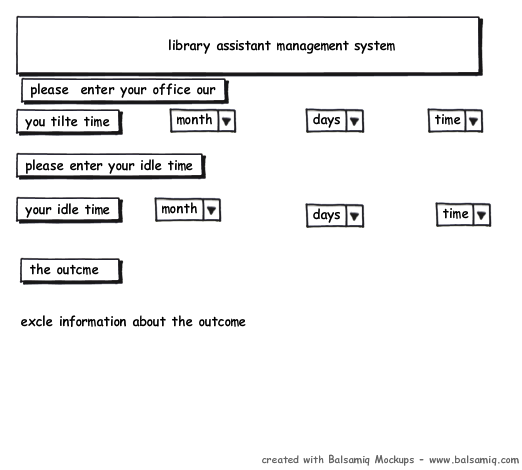 library assistant management system
please enter your office our
you tilte time month days time
please enter your idle time
your idle time month days time
the outcme
excle information about the outcome
created with Balsamiq Mockups - www.balsamiq.com